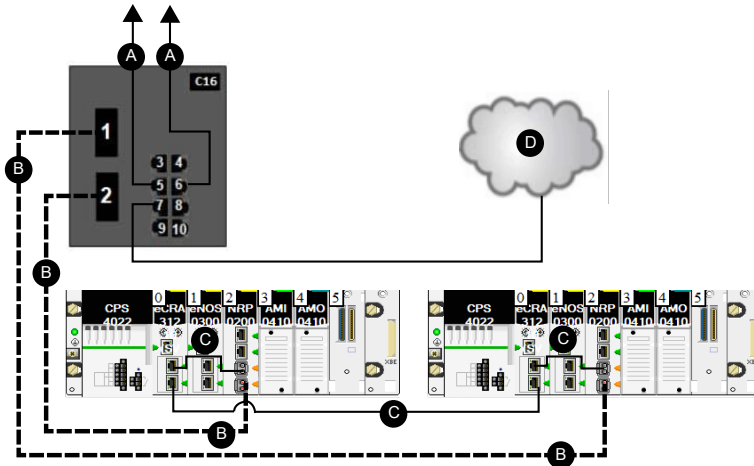 A A
C16
1
2
3 4
5 6
7 8
9 10
B
B
D
0 1 2 3 4 5
CPS 4022
eCRA 312
eNOS 0300
NRP 0200
AMI 0410
AMO 0410
C
0 1 2 3 4 5
CPS 4022
eCRA 312
eNOS 0300
NRP 0200
AMI 0410
AMO 0410
XBE
C
C
B
B